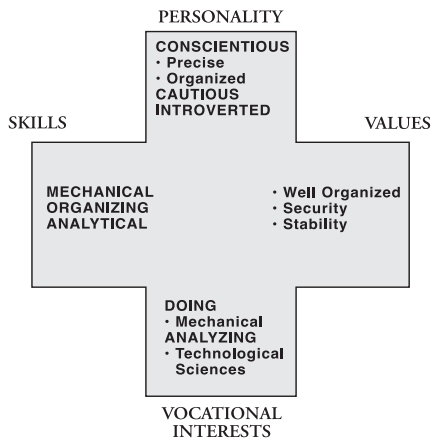 PERSONALITY
CONSCIENTIOUS
• Precise
• Organized
CAUTIOUS
INTROVERTED
SKILLS
VALUES
MECHANICAL
ORGANIZING
ANALYTICAL
• Well Organized
• Security
• Stability
DOING
• Mechanical
ANALYZING
• Technological
Sciences
VOCATIONAL
INTERESTS